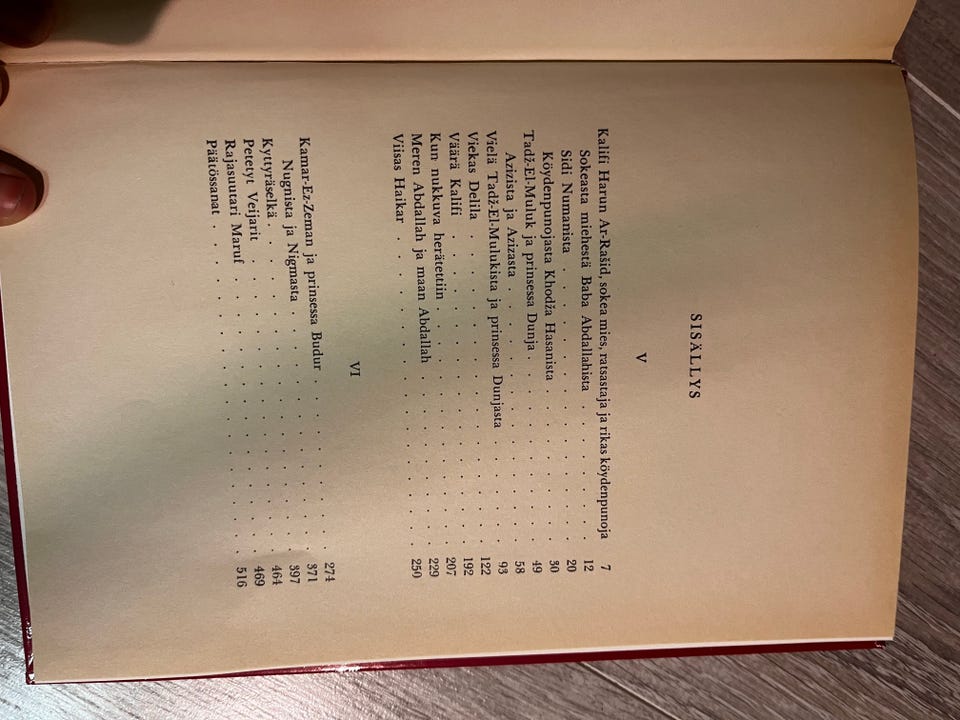 SISÄLLYS
V
Kalifi Harun Ar-Rašid, sokea mies, ratsastaja ja rikas köydenpunoja 7
Sokeasta miehestä Baba Abdallahista . . . . . . . . 12
Sidi Numanista . . . . . . . . . . . . . . 20
Köydenpunojasta Khodža Hasanista . . . . . . . . 30
Tadž-El-Muluk ja prinsessa Dunja . . . . . . . . . 49
Azizista ja Azizasta . . . . . . . . . . . . . 58
Vielä Tadž-El-Mulukista ja prinsessa Dunjasta . . . . . . 93
Viekas Delila . . . . . . . . . . . . . . . 122
Väärä Kalifi . . . . . . . . . . . . . . . 192
Kun nukkuva herätettiin . . . . . . . . . . . . 207
Meren Abdallah ja maan Abdallah . . . . . . . . . 229
Viisas Haikar . . . . . . . . . . . . . . . 250
VI
Kamar-Ez-Zeman ja prinsessa Budur . . . . . . . . 274
Nugnista ja Nigmasta . . . . . . . . . . . . 371
Kyttyräselkä . . . . . . . . . . . . . . . 397
Petetyt Veijarit . . . . . . . . . . . . . . 464
Rajasuutari Maruf . . . . . . . . . . . . . 469
Päätössanat . . . . . . . . . . . . . . . 516